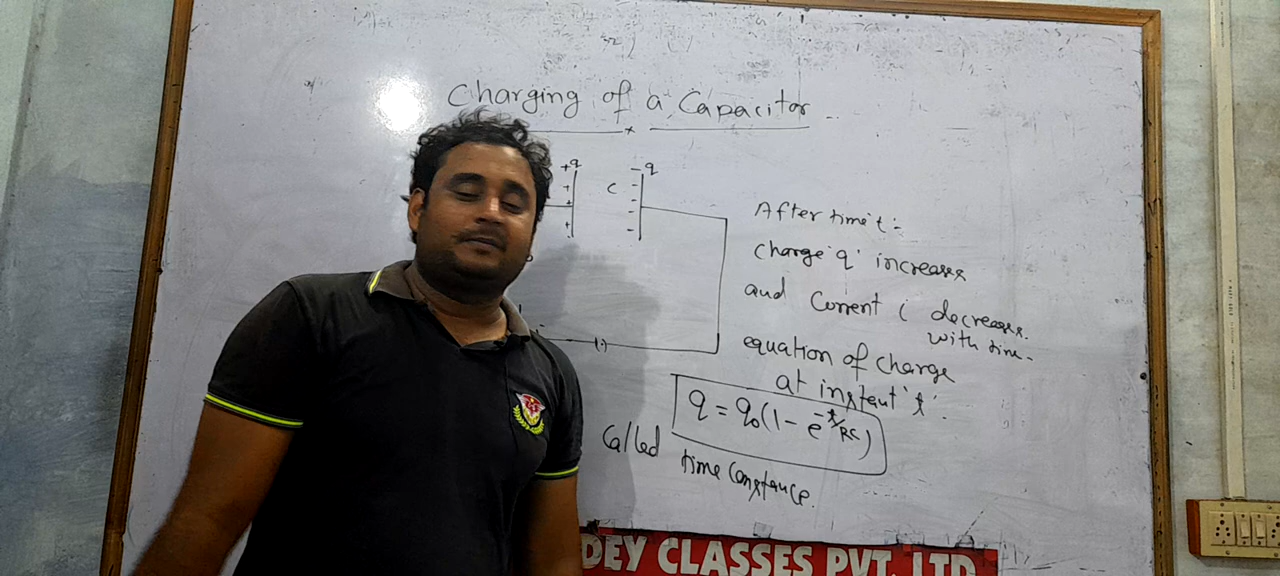 Charging of a Capacitor
+q
-q
C
After time 't':-
charge 'q' increases
and Current i decreases.
with time.
equation of charge
at instant 't'.
q = q₀(1 - e^-t/RC)
Called
time constance.
DEY CLASSES PVT. LTD